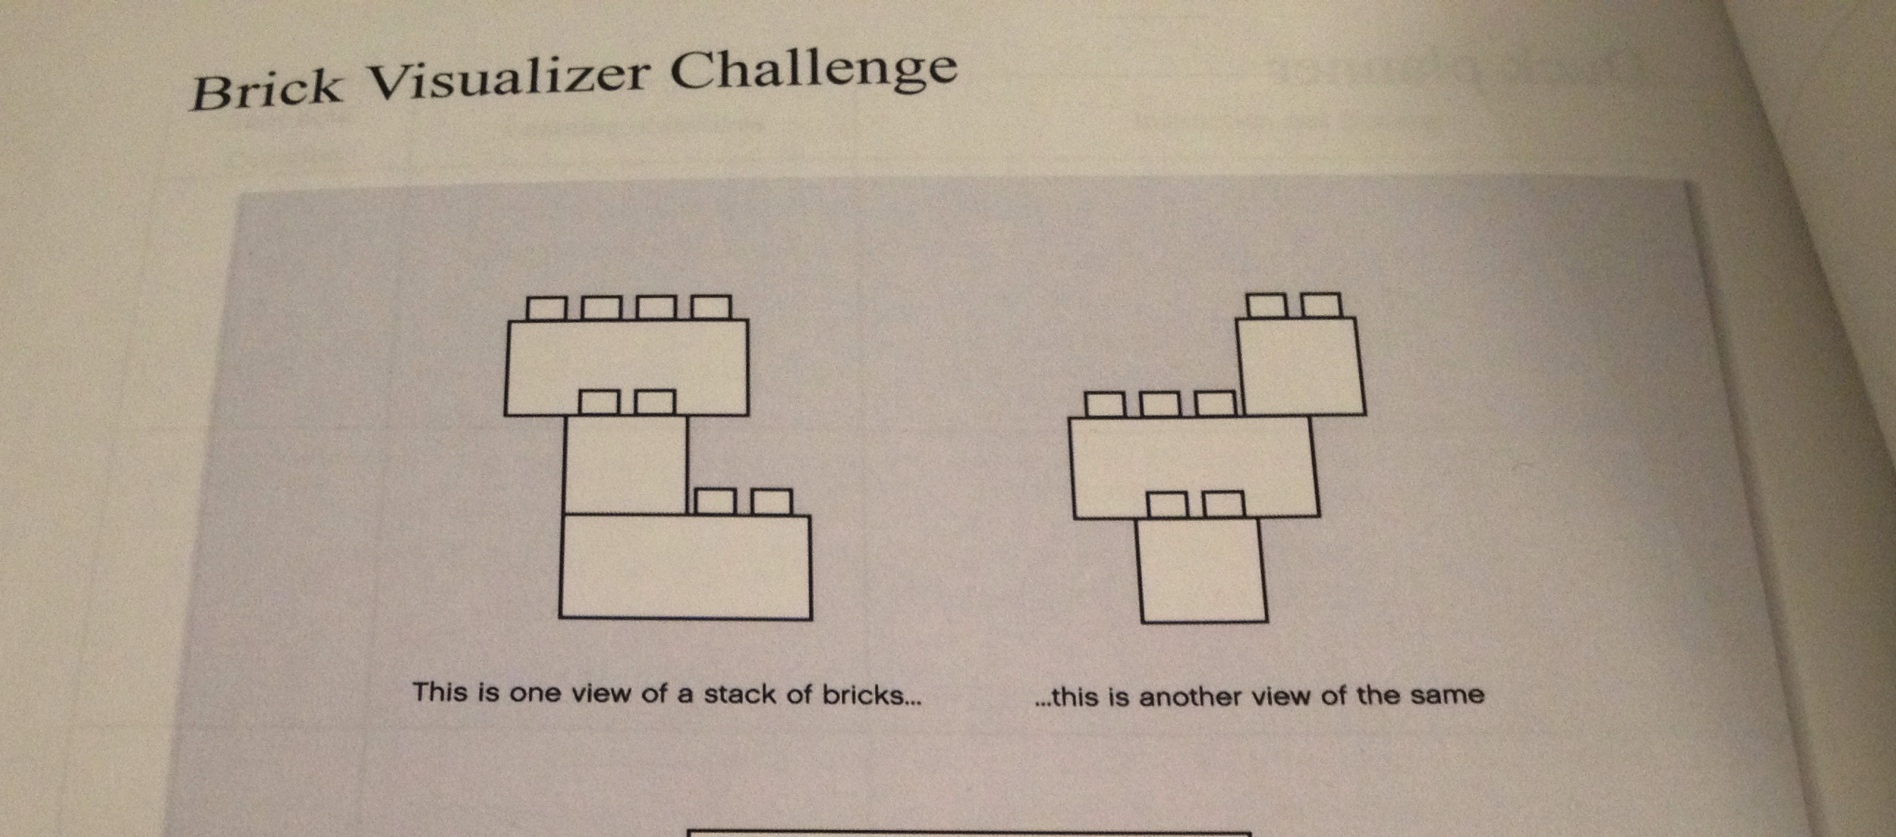 Brick Visualizer Challenge
This is one view of a stack of bricks...
...this is another view of the same